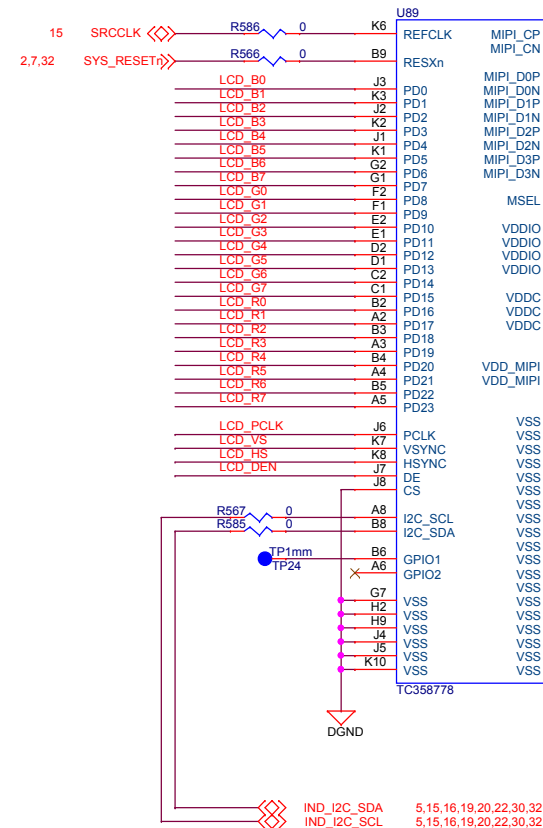 U89
15 SRCCLK R586 0 K6 REFCLK MIPI_CP
MIPI_CN
2,7,32 SYS_RESETn R566 0 B9 RESXn
MIPI_D0P
LCD_B0 J3 PD0 MIPI_D0N
LCD_B1 K3 PD1 MIPI_D1P
LCD_B2 J2 PD2 MIPI_D1N
LCD_B3 K2 PD3 MIPI_D2P
LCD_B4 J1 PD4 MIPI_D2N
LCD_B5 K1 PD5 MIPI_D3P
LCD_B6 G2 PD6 MIPI_D3N
LCD_B7 G1 PD7
LCD_G0 F2 PD8 MSEL
LCD_G1 F1 PD9
LCD_G2 E2 PD10 VDDIO
LCD_G3 E1 PD11 VDDIO
LCD_G4 D2 PD12 VDDIO
LCD_G5 D1 PD13 VDDIO
LCD_G6 C2 PD14
LCD_G7 C1 PD15 VDDC
LCD_R0 B2 PD16 VDDC
LCD_R1 A2 PD17 VDDC
LCD_R2 B3 PD18
LCD_R3 A3 PD19
LCD_R4 B4 PD20 VDD_MIPI
LCD_R5 A4 PD21 VDD_MIPI
LCD_R6 B5 PD22
LCD_R7 A5 PD23
VSS
LCD_PCLK J6 PCLK VSS
LCD_VS K7 VSYNC VSS
LCD_HS K8 HSYNC VSS
LCD_DEN J7 DE VSS
J8 CS VSS
VSS
R567 0 A8 I2C_SCL VSS
R585 0 B8 I2C_SDA VSS
VSS
TP1mm B6 GPIO1 VSS
TP24 A6 GPIO2 VSS
VSS
G7 VSS VSS
H2 VSS VSS
H9 VSS VSS
J4 VSS VSS
J5 VSS VSS
K10 VSS VSS
TC358778
DGND
IND_I2C_SDA 5,15,16,19,20,22,30,32
IND_I2C_SCL 5,15,16,19,20,22,30,32